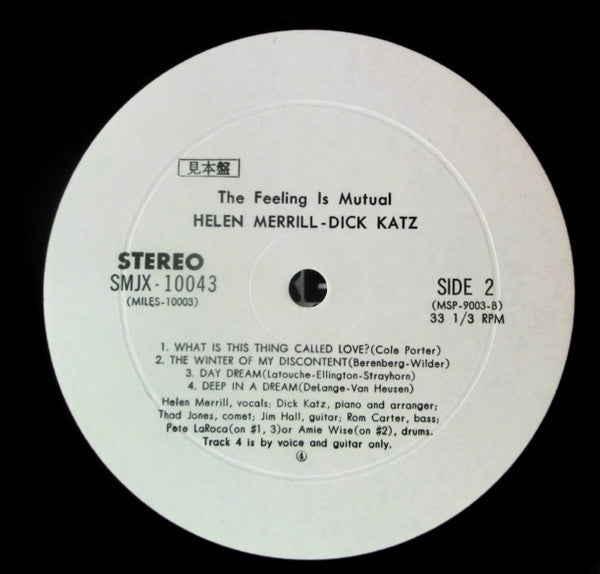 見本盤
The Feeling Is Mutual
HELEN MERRILL-DICK KATZ
STEREO
SMJX-10043
(MILES-10003)
SIDE 2
(MSP-9003-B)
33 1/3 RPM
1. WHAT IS THIS THING CALLED LOVE?(Cole Porter)
2. THE WINTER OF MY DISCONTENT(Berenberg-Wilder)
3. DAY DREAM(Latouche-Ellington-Strayhorn)
4. DEEP IN A DREAM(DeLange-Van Heusen)
Helen Merrill, vocals; Dick Katz, piano and arranger;
Thad Jones, comet; Jim Hall, guitar; Rom Carter, bass;
Pete LaRoca(on #1, 3)or Amie Wise(on #2), drums.
Track 4 is by voice and guitar only.
④